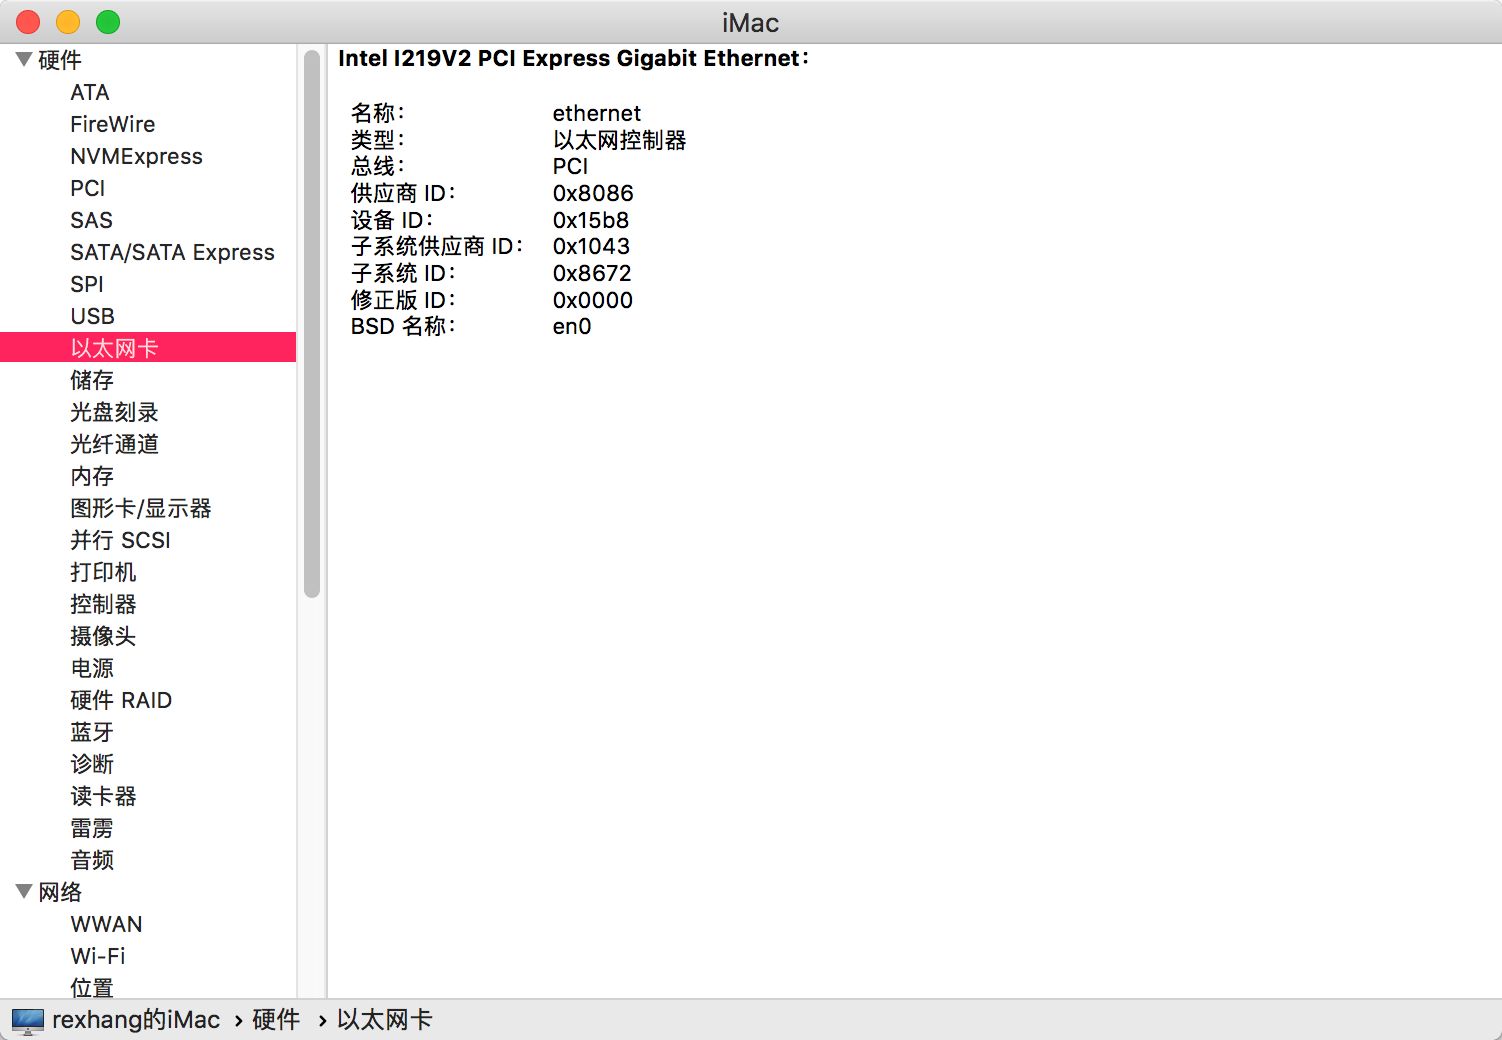 iMac
硬件
ATA
FireWire
NVMExpress
PCI
SAS
SATA/SATA Express
SPI
USB
以太网卡
储存
光盘刻录
光纤通道
内存
图形卡/显示器
并行 SCSI
打印机
控制器
摄像头
电源
硬件 RAID
蓝牙
诊断
读卡器
雷雳
音频
网络
WWAN
Wi-Fi
位置
Intel I219V2 PCI Express Gigabit Ethernet：
名称： ethernet
类型： 以太网控制器
总线： PCI
供应商 ID： 0x8086
设备 ID： 0x15b8
子系统供应商 ID： 0x1043
子系统 ID： 0x8672
修正版 ID： 0x0000
BSD 名称： en0
rexhang的iMac › 硬件 › 以太网卡